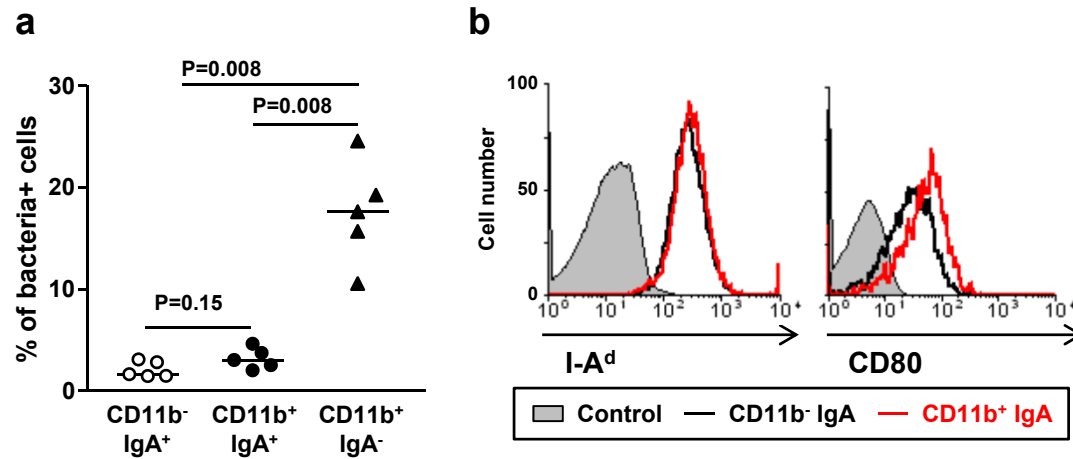 a
P=0.008
P=0.008
P=0.15
% of bacteria+ cells
30
20
10
0
CD11b⁻ IgA⁺
CD11b⁺ IgA⁺
CD11b⁺ IgA⁻
b
Cell number
100
50
0
10⁰ 10¹ 10² 10³ 10⁴
I-Aᵈ
10⁰ 10¹ 10² 10³ 10⁴
CD80
Control CD11b⁻ IgA CD11b⁺ IgA